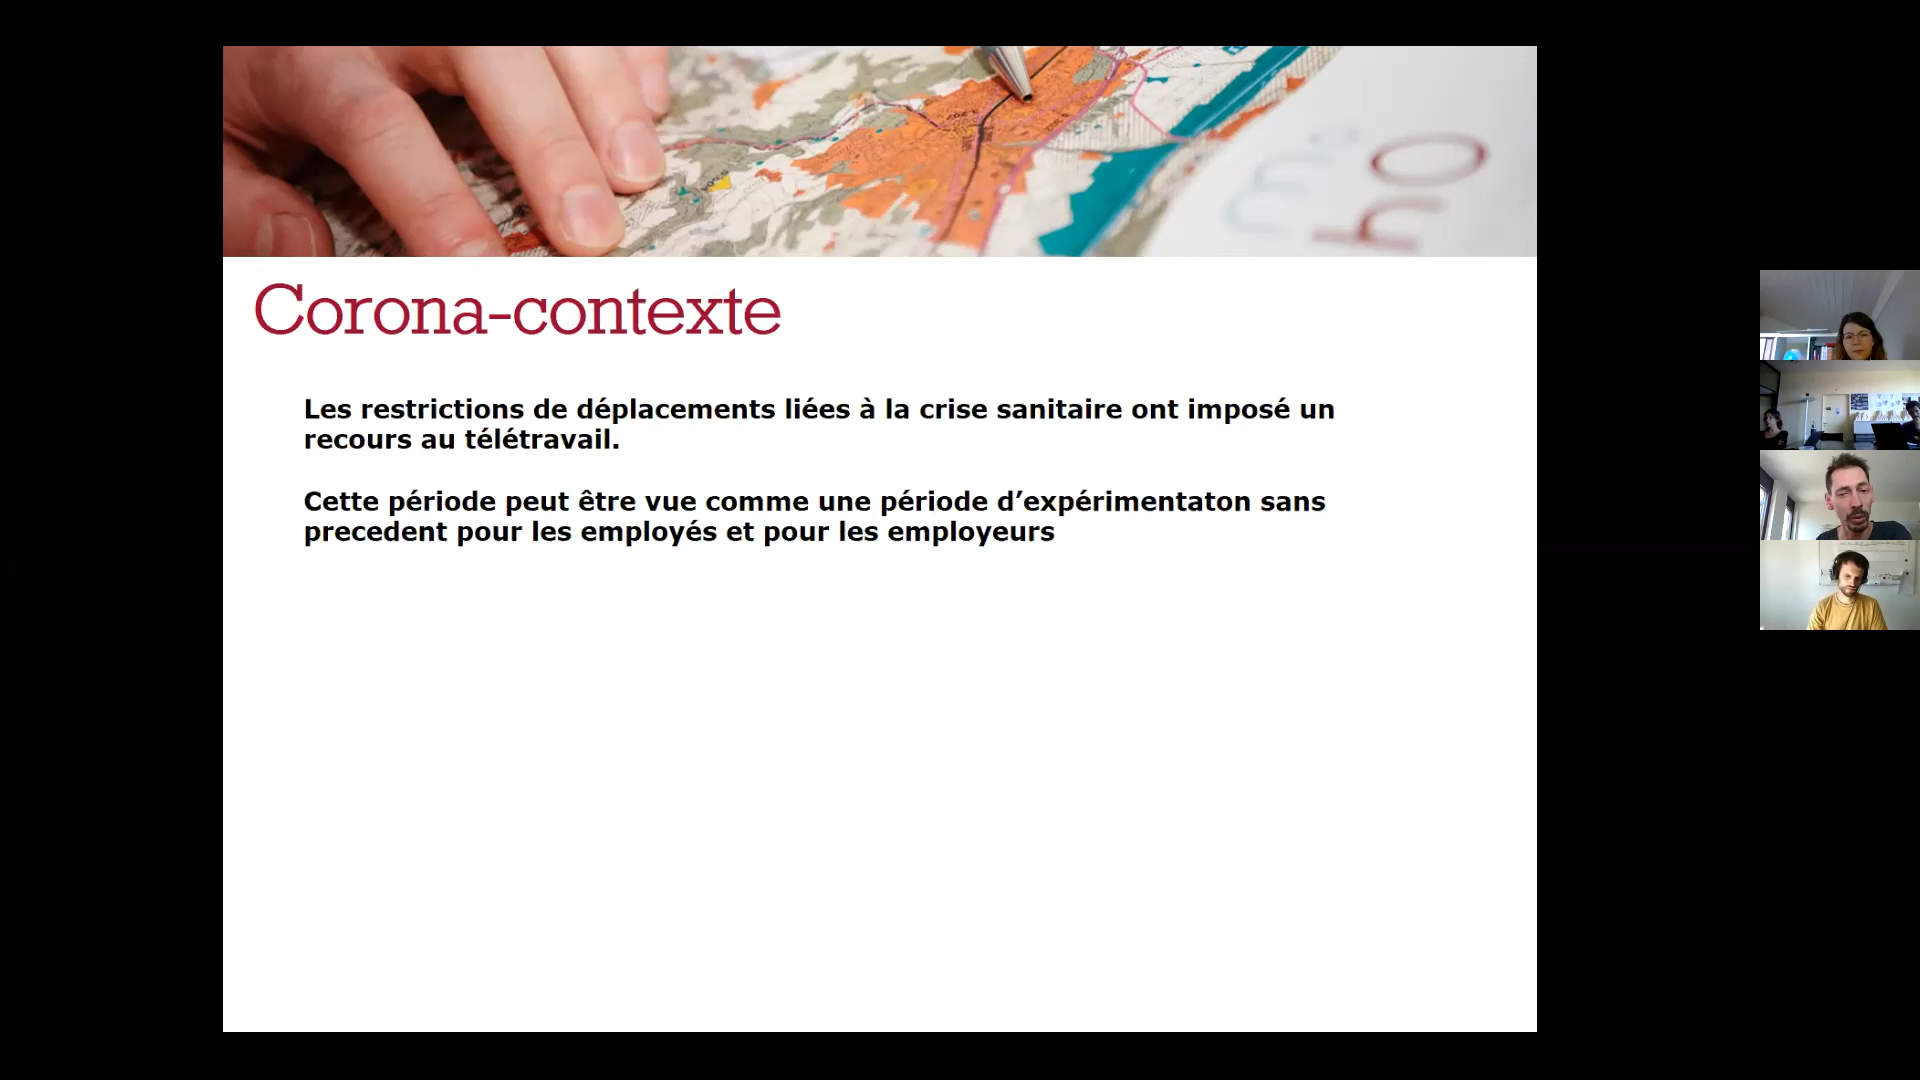 ho
Corona-contexte
Les restrictions de déplacements liées à la crise sanitaire ont imposé un
recours au télétravail.
Cette période peut être vue comme une période d’expérimentaton sans
precedent pour les employés et pour les employeurs